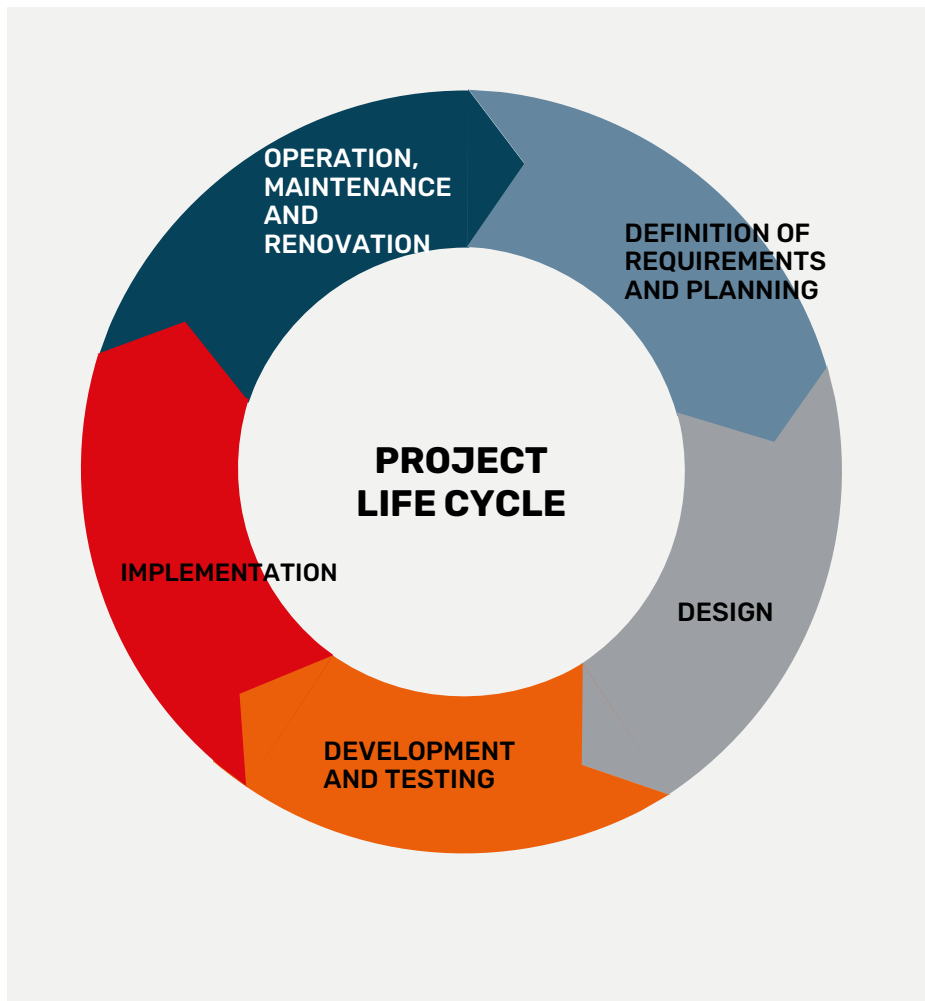 PROJECT
LIFE CYCLE
OPERATION,
MAINTENANCE
AND
RENOVATION
DEFINITION OF
REQUIREMENTS
AND PLANNING
DESIGN
DEVELOPMENT
AND TESTING
IMPLEMENTATION